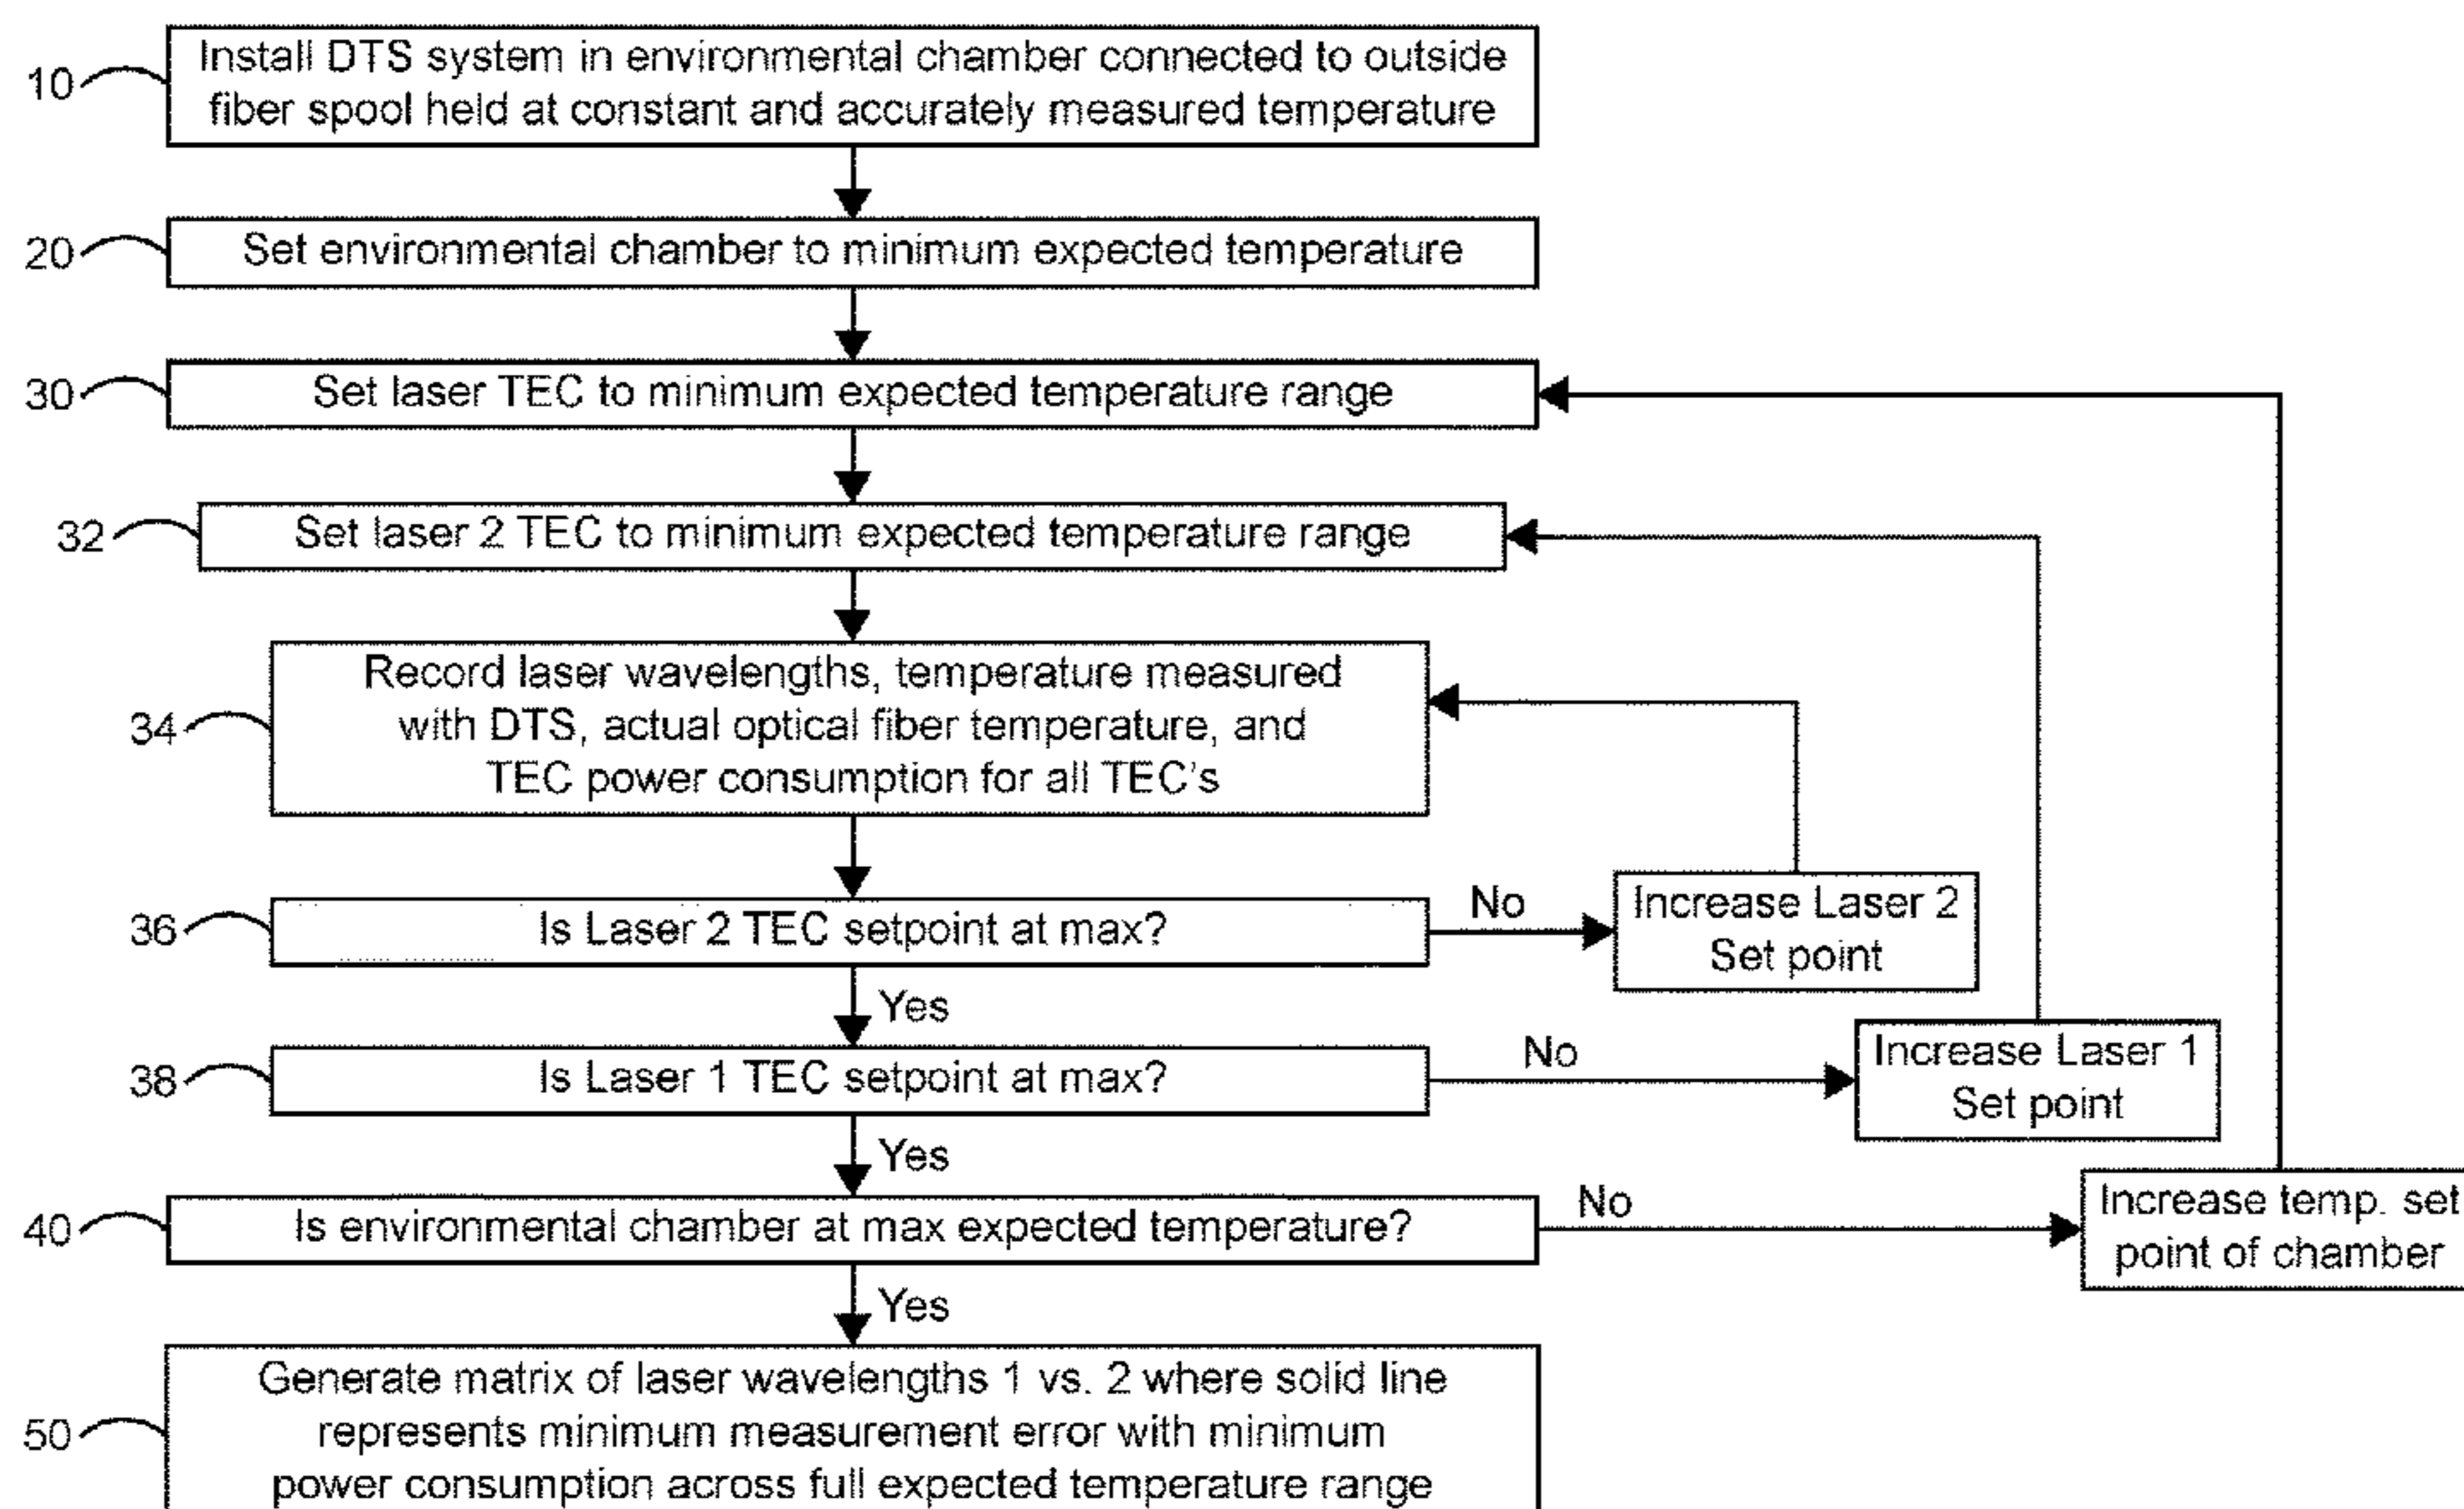 10
Install DTS system in environmental chamber connected to outside
fiber spool held at constant and accurately measured temperature
20
Set environmental chamber to minimum expected temperature
30
Set laser TEC to minimum expected temperature range
32
Set laser 2 TEC to minimum expected temperature range
34
Record laser wavelengths, temperature measured
with DTS, actual optical fiber temperature, and
TEC power consumption for all TEC's
36
Is Laser 2 TEC setpoint at max?
No
Increase Laser 2
Set point
Yes
38
Is Laser 1 TEC setpoint at max?
No
Increase Laser 1
Set point
Yes
40
Is environmental chamber at max expected temperature?
No
Increase temp. set
point of chamber
Yes
50
Generate matrix of laser wavelengths 1 vs. 2 where solid line
represents minimum measurement error with minimum
power consumption across full expected temperature range